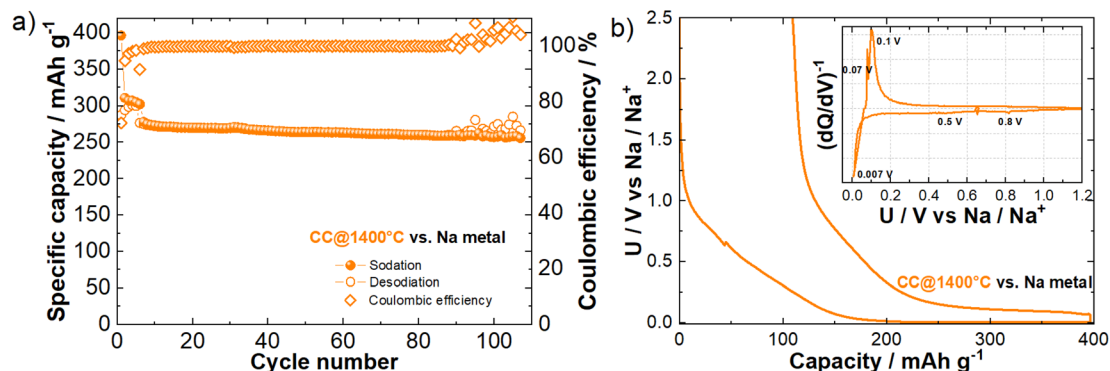 a)
Specific capacity / mAh g⁻¹
400
350
300
250
200
150
100
50
0
0 20 40 60 80 100
Cycle number
100
80
60
40
20
0
Coulombic efficiency / %
CC@1400°C vs. Na metal
Sodation
Desodiation
Coulombic efficiency
b)
U / V vs Na / Na⁺
2.5
2.0
1.5
1.0
0.5
0.0
0 100 200 300 400
Capacity / mAh g⁻¹
CC@1400°C vs. Na metal
(dQ/dV)⁻¹
0.1 V
0.07 V
0.5 V
0.8 V
0.007 V
0.0 0.2 0.4 0.6 0.8 1.0 1.2
U / V vs Na / Na⁺